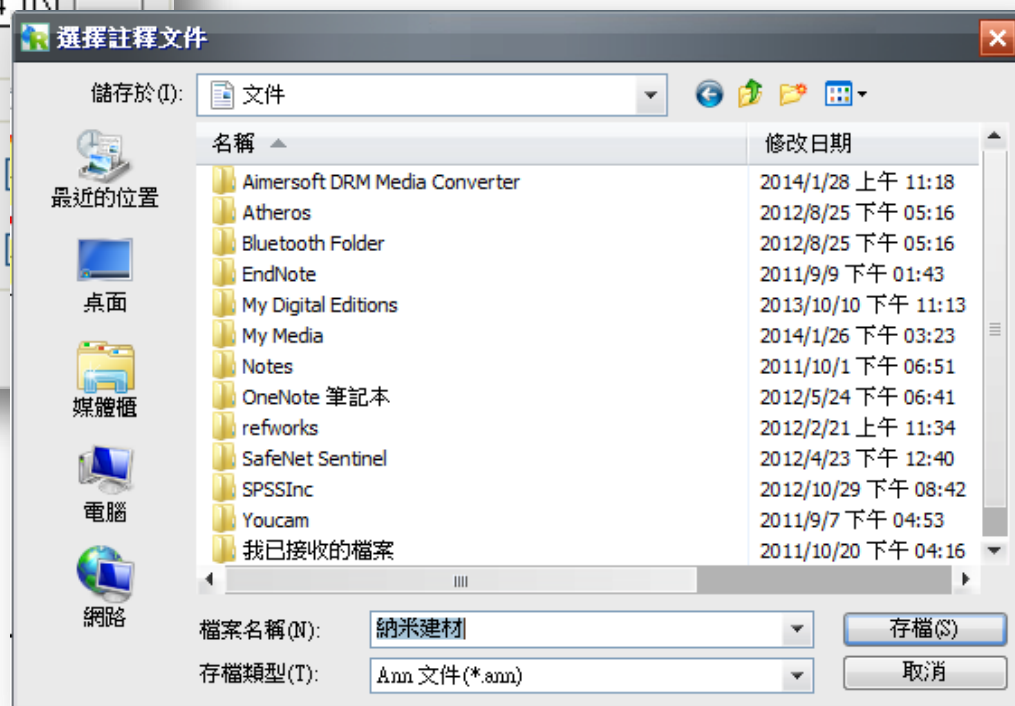 選擇註釋文件
儲存於(I): 文件
名稱 修改日期
Aimersoft DRM Media Converter 2014/1/28 上午 11:18
Atheros 2012/8/25 下午 05:16
Bluetooth Folder 2012/8/25 下午 05:16
EndNote 2011/9/9 下午 01:43
My Digital Editions 2013/10/10 下午 11:13
My Media 2014/1/26 下午 03:23
Notes 2011/10/1 下午 06:51
OneNote 筆記本 2012/5/24 下午 06:41
refworks 2012/2/21 上午 11:34
SafeNet Sentinel 2012/4/23 下午 12:40
SPSSInc 2012/10/29 下午 08:42
Youcam 2011/9/7 下午 04:53
我已接收的檔案 2011/10/20 下午 04:16
最近的位置
桌面
媒體櫃
電腦
網路
檔案名稱(N): 納米建材 存檔(S)
存檔類型(T): Ann 文件(*.ann) 取消